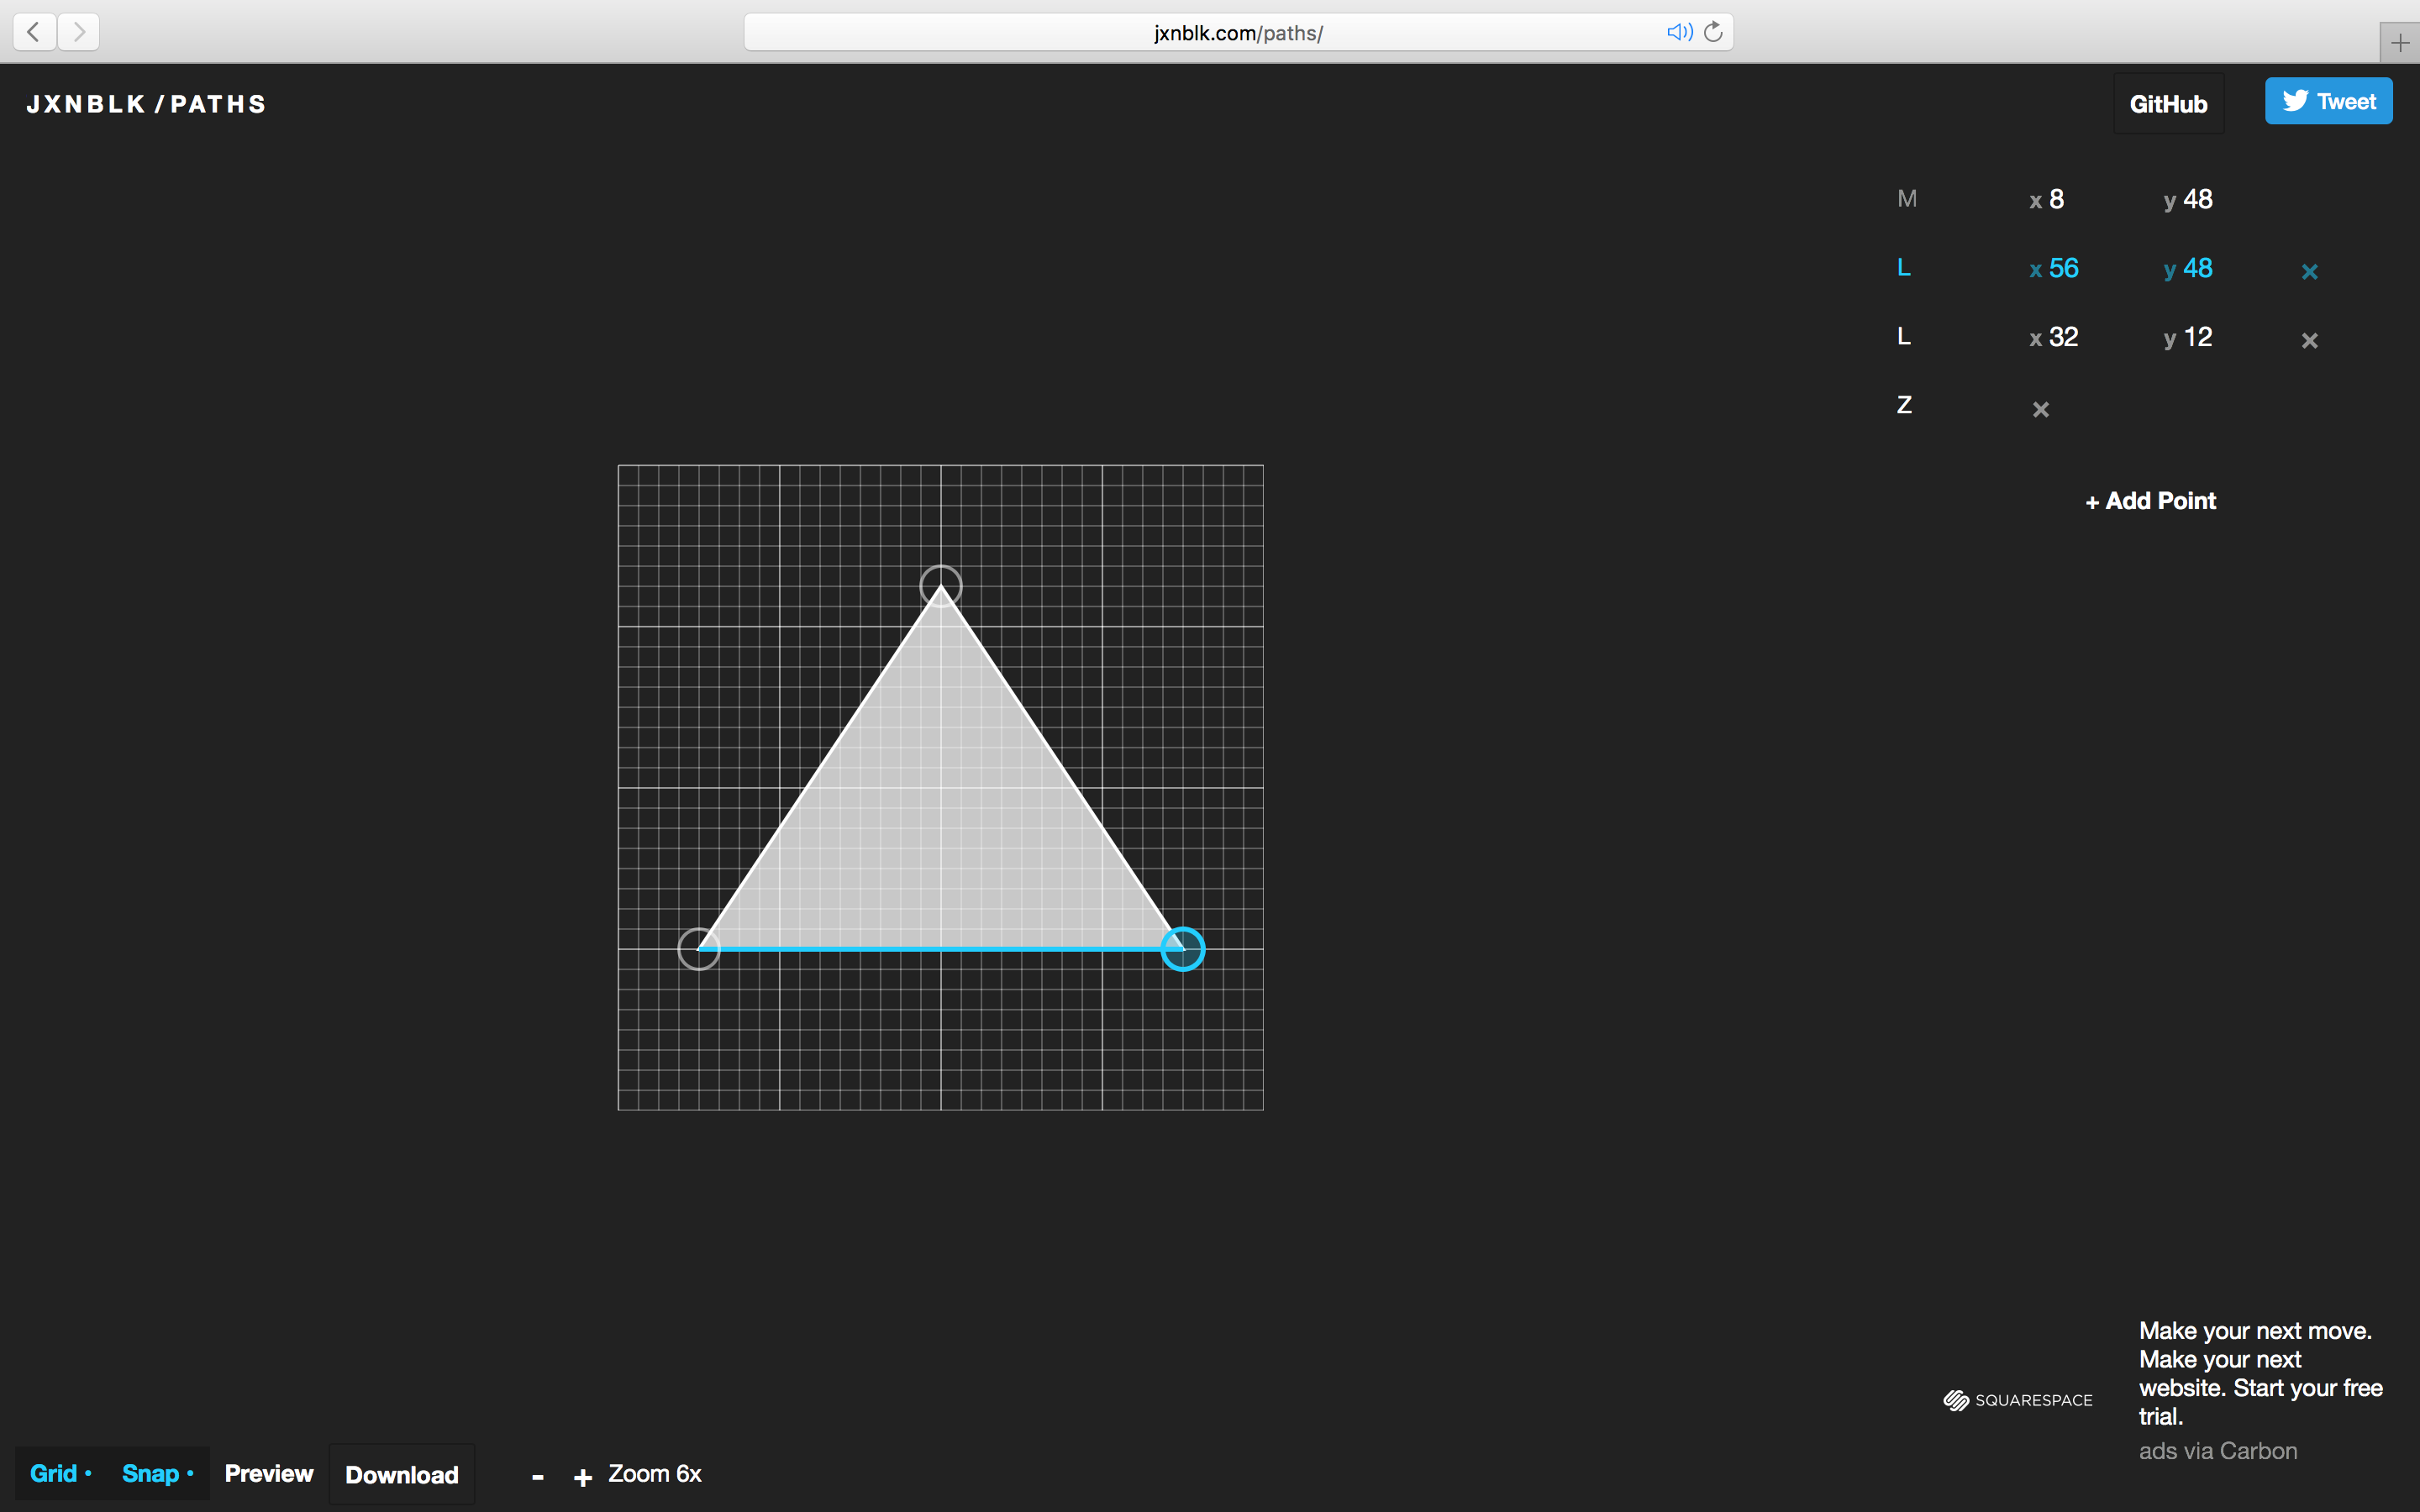 jxnblk.com/paths/
JXNBLK / PATHS
GitHub
Tweet
M x 8 y 48
L x 56 y 48 ×
L x 32 y 12 ×
Z ×
+ Add Point
SQUARESPACE
Make your next move.
Make your next
website. Start your free
trial.
ads via Carbon
Grid • Snap • Preview Download - + Zoom 6x